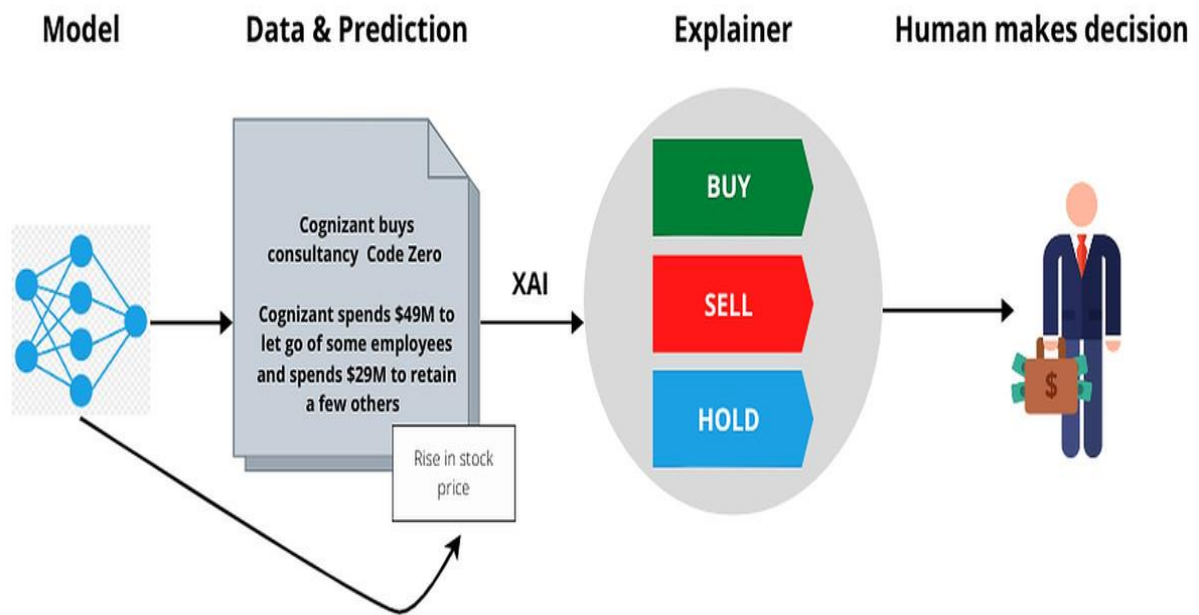 Model
Data & Prediction
Explainer
Human makes decision
Cognizant buys
consultancy Code Zero
Cognizant spends $49M to
let go of some employees
and spends $29M to retain
a few others
Rise in stock
price
XAI
BUY
SELL
HOLD
$